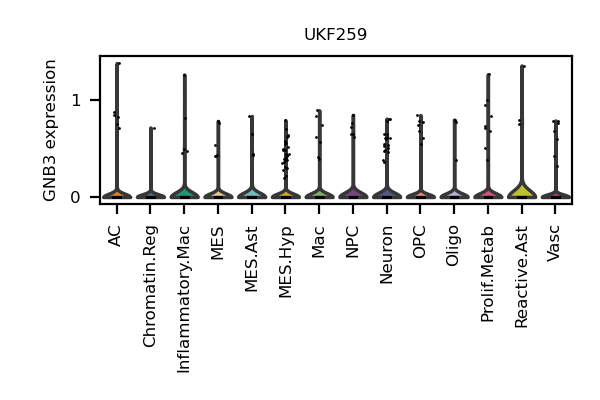 UKF259
GNB3 expression
1
0
AC
Chromatin.Reg
Inflammatory.Mac
MES
MES.Ast
MES.Hyp
Mac
NPC
Neuron
OPC
Oligo
Prolif.Metab
Reactive.Ast
Vasc